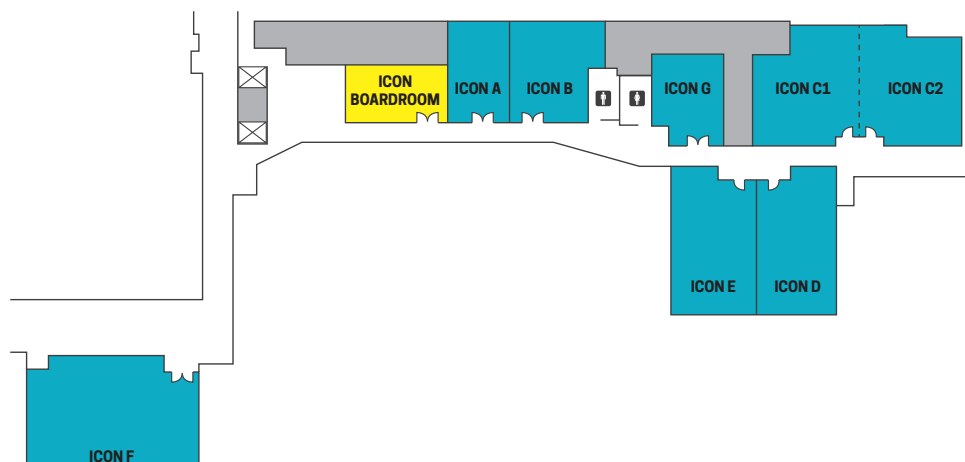 ICON
BOARDROOM
ICON A
ICON B
ICON G
ICON C1
ICON C2
ICON E
ICON D
ICON F